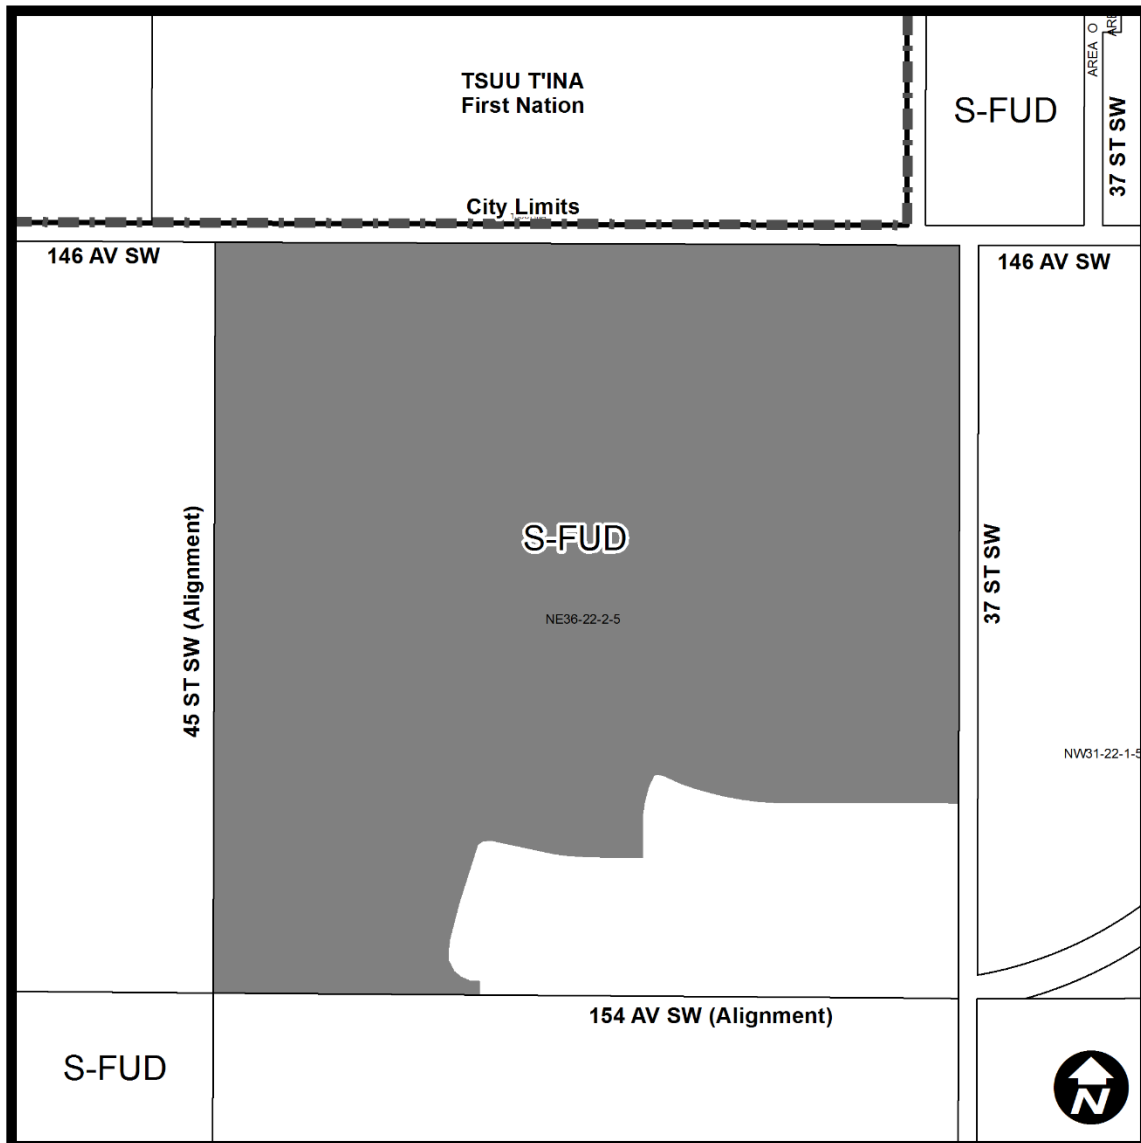 TSUU T'INA
First Nation
S-FUD
AREA O
37 ST SW
City Limits
146 AV SW
146 AV SW
S-FUD
45 ST SW (Alignment)
37 ST SW
NE36-22-2-5
NW31-22-1-5
154 AV SW (Alignment)
S-FUD
N